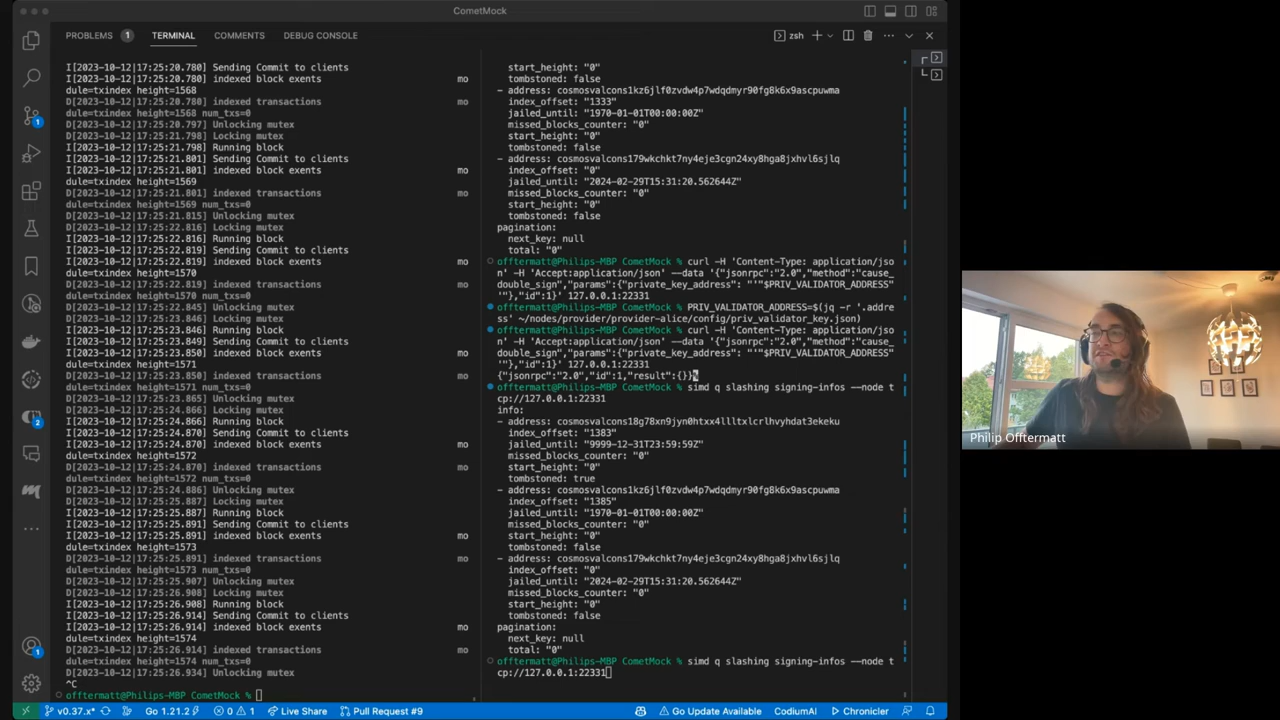 CometMock
PROBLEMS 1 TERMINAL COMMENTS DEBUG CONSOLE
zsh
I[2023-10-12|17:25:20.780] Sending Commit to clients
I[2023-10-12|17:25:20.780] indexed block exents mo
dule=txindex height=1568
D[2023-10-12|17:25:20.780] indexed transactions mo
dule=txindex height=1568 num_txs=0
D[2023-10-12|17:25:20.797] Unlocking mutex
D[2023-10-12|17:25:21.798] Locking mutex
I[2023-10-12|17:25:21.798] Running block
I[2023-10-12|17:25:21.801] Sending Commit to clients
I[2023-10-12|17:25:21.801] indexed block exents mo
dule=txindex height=1569
D[2023-10-12|17:25:21.801] indexed transactions mo
dule=txindex height=1569 num_txs=0
D[2023-10-12|17:25:21.815] Unlocking mutex
D[2023-10-12|17:25:22.816] Locking mutex
I[2023-10-12|17:25:22.816] Running block
I[2023-10-12|17:25:22.819] Sending Commit to clients
I[2023-10-12|17:25:22.819] indexed block exents mo
dule=txindex height=1570
D[2023-10-12|17:25:22.819] indexed transactions mo
dule=txindex height=1570 num_txs=0
D[2023-10-12|17:25:22.845] Unlocking mutex
D[2023-10-12|17:25:23.846] Locking mutex
I[2023-10-12|17:25:23.846] Running block
I[2023-10-12|17:25:23.849] Sending Commit to clients
I[2023-10-12|17:25:23.850] indexed block exents mo
dule=txindex height=1571
D[2023-10-12|17:25:23.850] indexed transactions mo
dule=txindex height=1571 num_txs=0
D[2023-10-12|17:25:23.865] Unlocking mutex
D[2023-10-12|17:25:24.866] Locking mutex
I[2023-10-12|17:25:24.866] Running block
I[2023-10-12|17:25:24.870] Sending Commit to clients
I[2023-10-12|17:25:24.870] indexed block exents mo
dule=txindex height=1572
D[2023-10-12|17:25:24.870] indexed transactions mo
dule=txindex height=1572 num_txs=0
D[2023-10-12|17:25:24.886] Unlocking mutex
D[2023-10-12|17:25:25.887] Locking mutex
I[2023-10-12|17:25:25.887] Running block
I[2023-10-12|17:25:25.891] Sending Commit to clients
I[2023-10-12|17:25:25.891] indexed block exents mo
dule=txindex height=1573
D[2023-10-12|17:25:25.891] indexed transactions mo
dule=txindex height=1573 num_txs=0
D[2023-10-12|17:25:25.907] Unlocking mutex
D[2023-10-12|17:25:26.908] Locking mutex
I[2023-10-12|17:25:26.908] Running block
I[2023-10-12|17:25:26.914] Sending Commit to clients
I[2023-10-12|17:25:26.914] indexed block exents mo
dule=txindex height=1574
D[2023-10-12|17:25:26.914] indexed transactions mo
dule=txindex height=1574 num_txs=0
D[2023-10-12|17:25:26.934] Unlocking mutex
^C
offtermatt@Philips-MBP CometMock %
start_height: "0"
tombstoned: false
- address: cosmosvalcons1kz6jlf0zvdw4p7wdqdmyr90fg8k6x9ascpuwma
index_offset: "1333"
jailed_until: "1970-01-01T00:00:00Z"
missed_blocks_counter: "0"
start_height: "0"
tombstoned: false
- address: cosmosvalcons179wkchkt7ny4eje3cgn24xy8hga8jxhvl6sjlq
index_offset: "0"
jailed_until: "2024-02-29T15:31:20.562644Z"
missed_blocks_counter: "0"
start_height: "0"
tombstoned: false
pagination:
next_key: null
total: "0"
offtermatt@Philips-MBP CometMock % curl -H 'Content-Type: application/jso
n' -H 'Accept:application/json' --data '{"jsonrpc":"2.0","method":"cause_
double_sign","params":{"private_key_address": "'"$PRIV_VALIDATOR_ADDRESS"
'"},"id":1}' 127.0.0.1:22331
offtermatt@Philips-MBP CometMock % PRIV_VALIDATOR_ADDRESS=$(jq -r '.addre
ss' ~/nodes/provider/provider-alice/config/priv_validator_key.json)
offtermatt@Philips-MBP CometMock % curl -H 'Content-Type: application/jso
n' -H 'Accept:application/json' --data '{"jsonrpc":"2.0","method":"cause_
double_sign","params":{"private_key_address": "'"$PRIV_VALIDATOR_ADDRESS"
'"},"id":1}' 127.0.0.1:22331
{"jsonrpc":"2.0","id":1,"result":{}}%
offtermatt@Philips-MBP CometMock % simd q slashing signing-infos --node t
cp://127.0.0.1:22331
info:
- address: cosmosvalcons18g78xn9jyn0htxx4llltxlcrlhvyhdat3ekeku
index_offset: "1383"
jailed_until: "9999-12-31T23:59:59Z"
missed_blocks_counter: "0"
start_height: "0"
tombstoned: true
- address: cosmosvalcons1kz6jlf0zvdw4p7wdqdmyr90fg8k6x9ascpuwma
index_offset: "1385"
jailed_until: "1970-01-01T00:00:00Z"
missed_blocks_counter: "0"
start_height: "0"
tombstoned: false
- address: cosmosvalcons179wkchkt7ny4eje3cgn24xy8hga8jxhvl6sjlq
index_offset: "0"
jailed_until: "2024-02-29T15:31:20.562644Z"
missed_blocks_counter: "0"
start_height: "0"
tombstoned: false
pagination:
next_key: null
total: "0"
offtermatt@Philips-MBP CometMock % simd q slashing signing-infos --node t
cp://127.0.0.1:22331
Philip Offtermatt
1
2
1
v0.37.x* Go 1.21.2 0 1 Live Share Pull Request #9 Go Update Available CodiumAI Chronicler